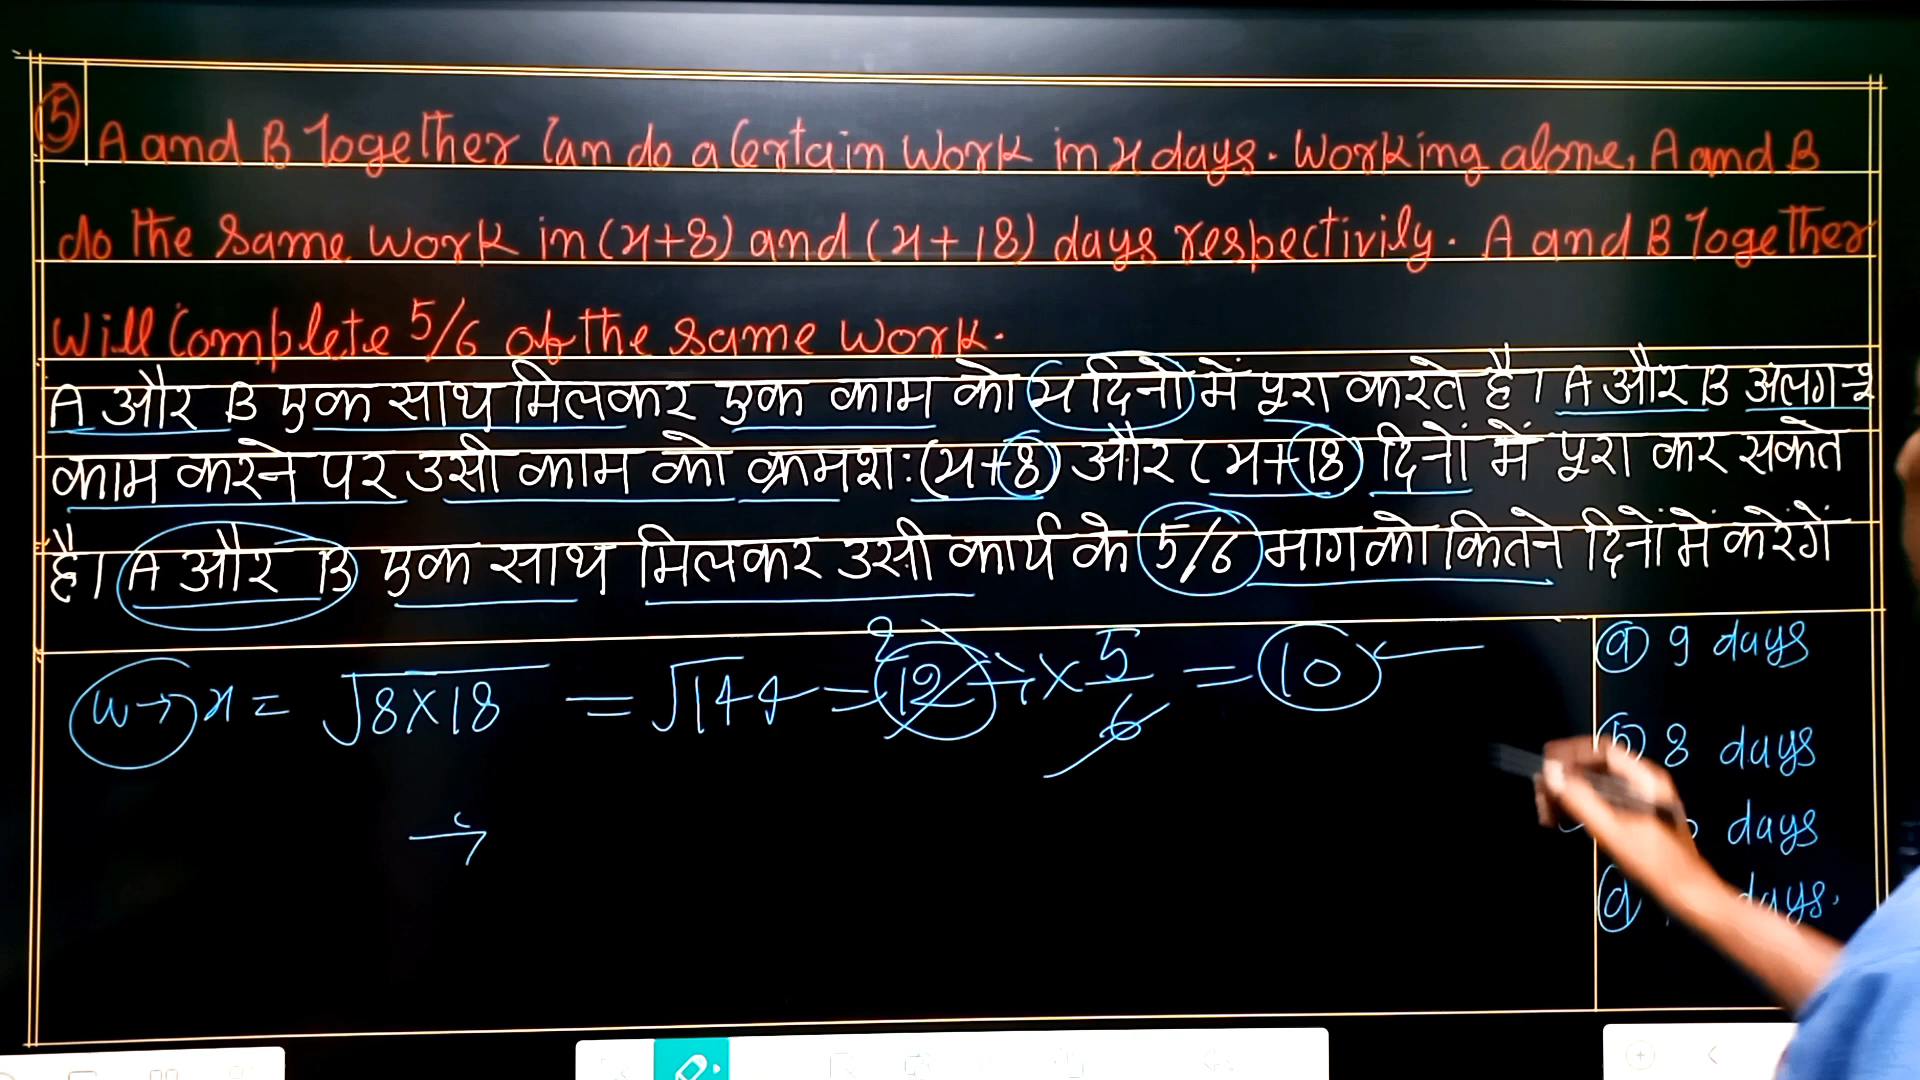 5 A and B Together Can do a Certain Work in x days. Working alone, A and B
do the Same work in (x+8) and (x+18) days respectivily. A and B Together
Will Complete 5/6 of the Same work.
A और B एक साथ मिलकर एक काम को x दिनों में पूरा करते है। A और B अलग-२
काम करने पर उसी काम को क्रमश: (x+8) और (x+18) दिनों में पूरा कर सकते
है। A और B एक साथ मिलकर उसी कार्य के 5/6 भाग को कितने दिनों में करेगें
W→x = √8×18 = √144 = 12 × 5/6 = 10
2
→
a 9 days
b 8 days
days
d days.